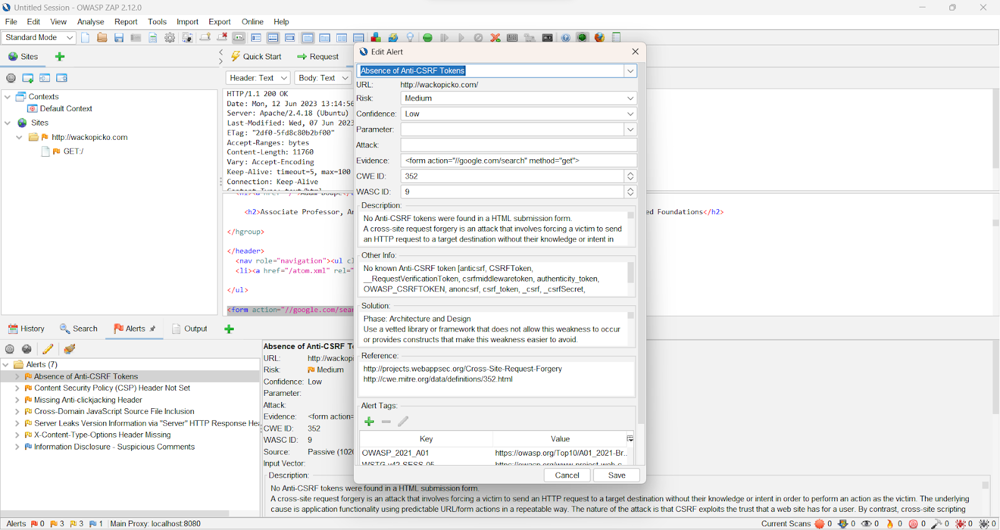 Untitled Session - OWASP ZAP 2.12.0
File Edit View Analyse Report Tools Import Export Online Help
Standard Mode
Sites
Quick Start
Request
Header: Text
Body: Text
Contexts
Default Context
Sites
http://wackopicko.com
GET:/
HTTP/1.1 200 OK
Date: Mon, 12 Jun 2023 13:14:56
Server: Apache/2.4.18 (Ubuntu)
Last-Modified: Wed, 07 Jun 2023
ETag: "2df0-5fd8c80b2bf00"
Accept-Ranges: bytes
Content-Length: 11760
Vary: Accept-Encoding
Keep-Alive: timeout=5, max=100
Connection: Keep-Alive
<h2>Associate Professor, Ar
ed Foundations</h2>
</hgroup>
</header>
<nav role="navigation"><ul cl
<li><a href="/atom.xml" rel="
</ul>
<form action="//google.com/sear
Edit Alert
Absence of Anti-CSRF Tokens
URL: http://wackopicko.com/
Risk: Medium
Confidence: Low
Parameter:
Attack:
Evidence: <form action="//google.com/search" method="get">
CWE ID: 352
WASC ID: 9
Description:
No Anti-CSRF tokens were found in a HTML submission form.
A cross-site request forgery is an attack that involves forcing a victim to send
an HTTP request to a target destination without their knowledge or intent in
Other Info:
No known Anti-CSRF token [anticsrf, CSRFToken,
__RequestVerificationToken, csrfmiddlewaretoken, authenticity_token,
OWASP_CSRFTOKEN, anoncsrf, csrf_token, _csrf, _csrfSecret,
Solution:
Phase: Architecture and Design
Use a vetted library or framework that does not allow this weakness to occur
or provides constructs that make this weakness easier to avoid.
Reference:
http://projects.webappsec.org/Cross-Site-Request-Forgery
http://cwe.mitre.org/data/definitions/352.html
Alert Tags:
Key Value
OWASP_2021_A01 https://owasp.org/Top10/A01_2021-Br...
Cancel Save
History
Search
Alerts
Output
Alerts (7)
Absence of Anti-CSRF Tokens
Content Security Policy (CSP) Header Not Set
Missing Anti-clickjacking Header
Cross-Domain JavaScript Source File Inclusion
Server Leaks Version Information via "Server" HTTP Response He
X-Content-Type-Options Header Missing
Information Disclosure - Suspicious Comments
Absence of Anti-CSRF T
URL: http://wackopi
Risk: Medium
Confidence: Low
Parameter:
Attack:
Evidence: <form action=
CWE ID: 352
WASC ID: 9
Source: Passive (102
Input Vector:
Description:
No Anti-CSRF tokens were found in a HTML submission form.
A cross-site request forgery is an attack that involves forcing a victim to send an HTTP request to a target destination without their knowledge or intent in order to perform an action as the victim. The underlying
cause is application functionality using predictable URL/form actions in a repeatable way. The nature of the attack is that CSRF exploits the trust that a web site has for a user. By contrast, cross-site scripting
Alerts 0 3 3 1 Main Proxy: localhost:8080
Current Scans 0 0 0 0 0 0 0 0